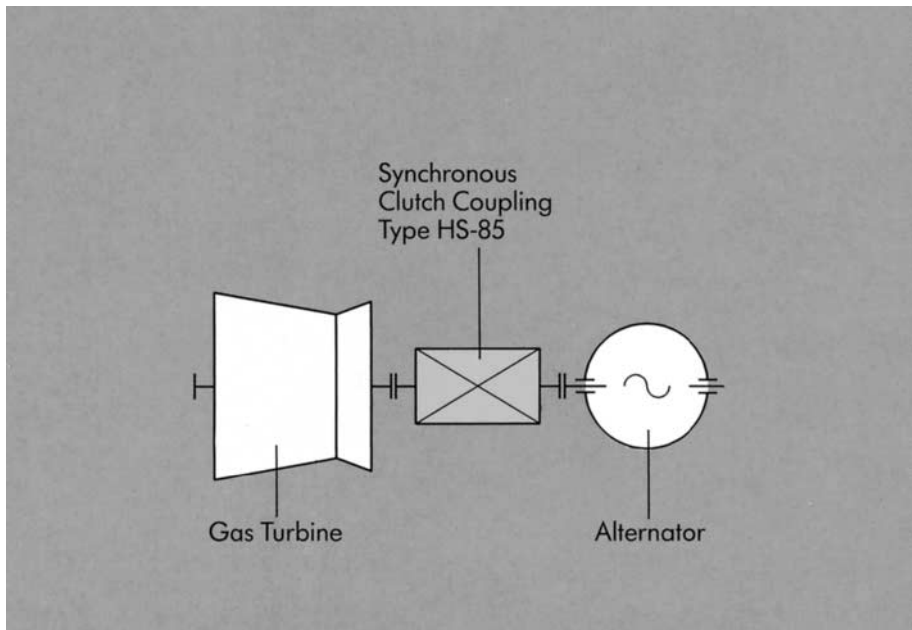 Synchronous
Clutch Coupling
Type HS-85
Gas Turbine
Alternator